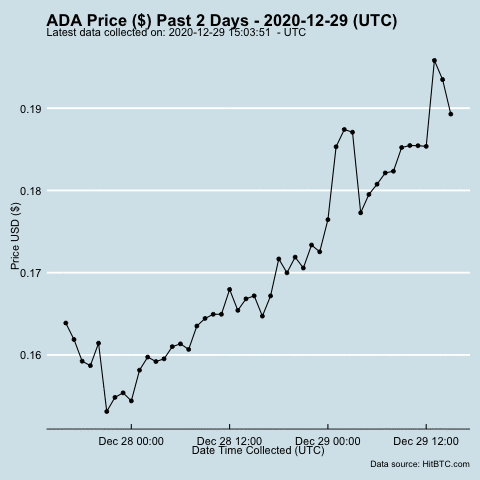 ADA Price ($) Past 2 Days - 2020-12-29 (UTC)
Latest data collected on: 2020-12-29 15:03:51  - UTC
0.19
0.18
0.17
0.16
Price USD ($)
Dec 28 00:00 Dec 28 12:00 Dec 29 00:00 Dec 29 12:00
Date Time Collected (UTC)
Data source: HitBTC.com